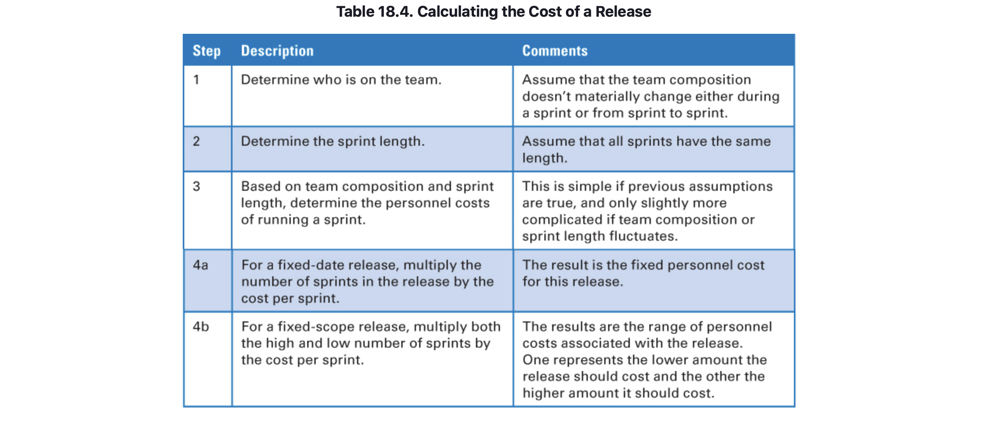 Table 18.4. Calculating the Cost of a Release
Step Description Comments
1 Determine who is on the team. Assume that the team composition
doesn’t materially change either during
a sprint or from sprint to sprint.
2 Determine the sprint length. Assume that all sprints have the same
length.
3 Based on team composition and sprint This is simple if previous assumptions
length, determine the personnel costs are true, and only slightly more
of running a sprint. complicated if team composition or
sprint length fluctuates.
4a For a fixed-date release, multiply the The result is the fixed personnel cost
number of sprints in the release by the for this release.
cost per sprint.
4b For a fixed-scope release, multiply both The results are the range of personnel
the high and low number of sprints by costs associated with the release.
the cost per sprint. One represents the lower amount the
release should cost and the other the
higher amount it should cost.